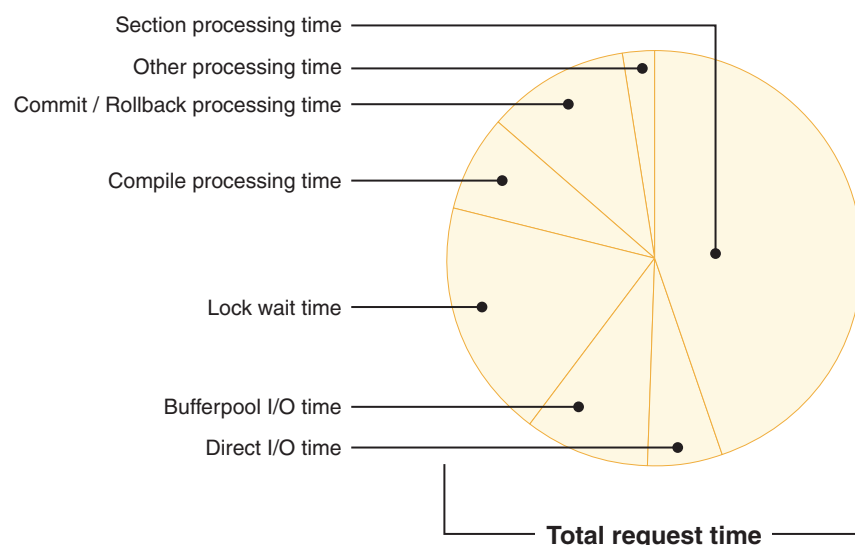 Section processing time
Other processing time
Commit / Rollback processing time
Compile processing time
Lock wait time
Bufferpool I/O time
Direct I/O time
Total request time